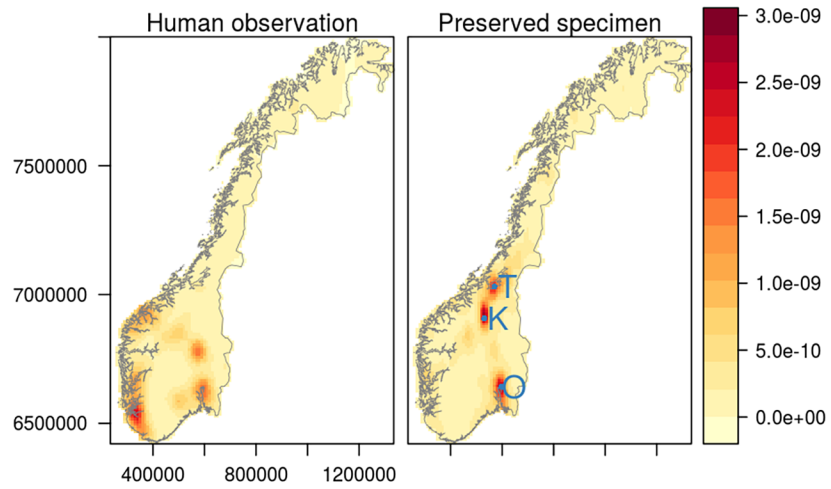 Human observation
Preserved specimen
3.0e-09
2.5e-09
2.0e-09
1.5e-09
1.0e-09
5.0e-10
0.0e+00
7500000
7000000
6500000
T
K
O
400000
800000
1200000